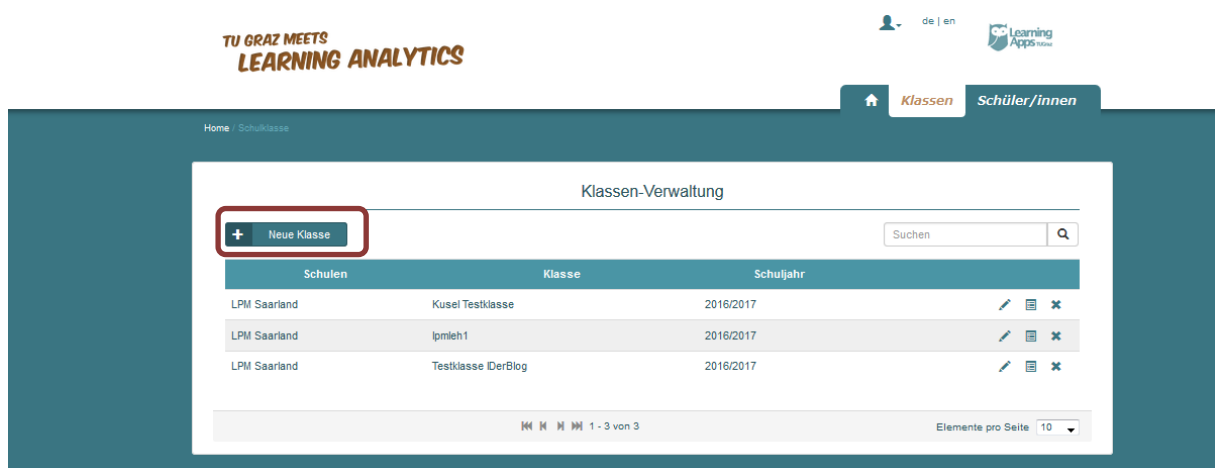 TU GRAZ MEETS
LEARNING ANALYTICS
de | en
Learning
Apps TUGraz
Klassen
Schüler/innen
Home / Schulklasse
Klassen-Verwaltung
+ Neue Klasse
Suchen
Schulen Klasse Schuljahr
LPM Saarland Kusel Testklasse 2016/2017
LPM Saarland lpmleh1 2016/2017
LPM Saarland Testklasse IDerBlog 2016/2017
1 - 3 von 3
Elemente pro Seite 10